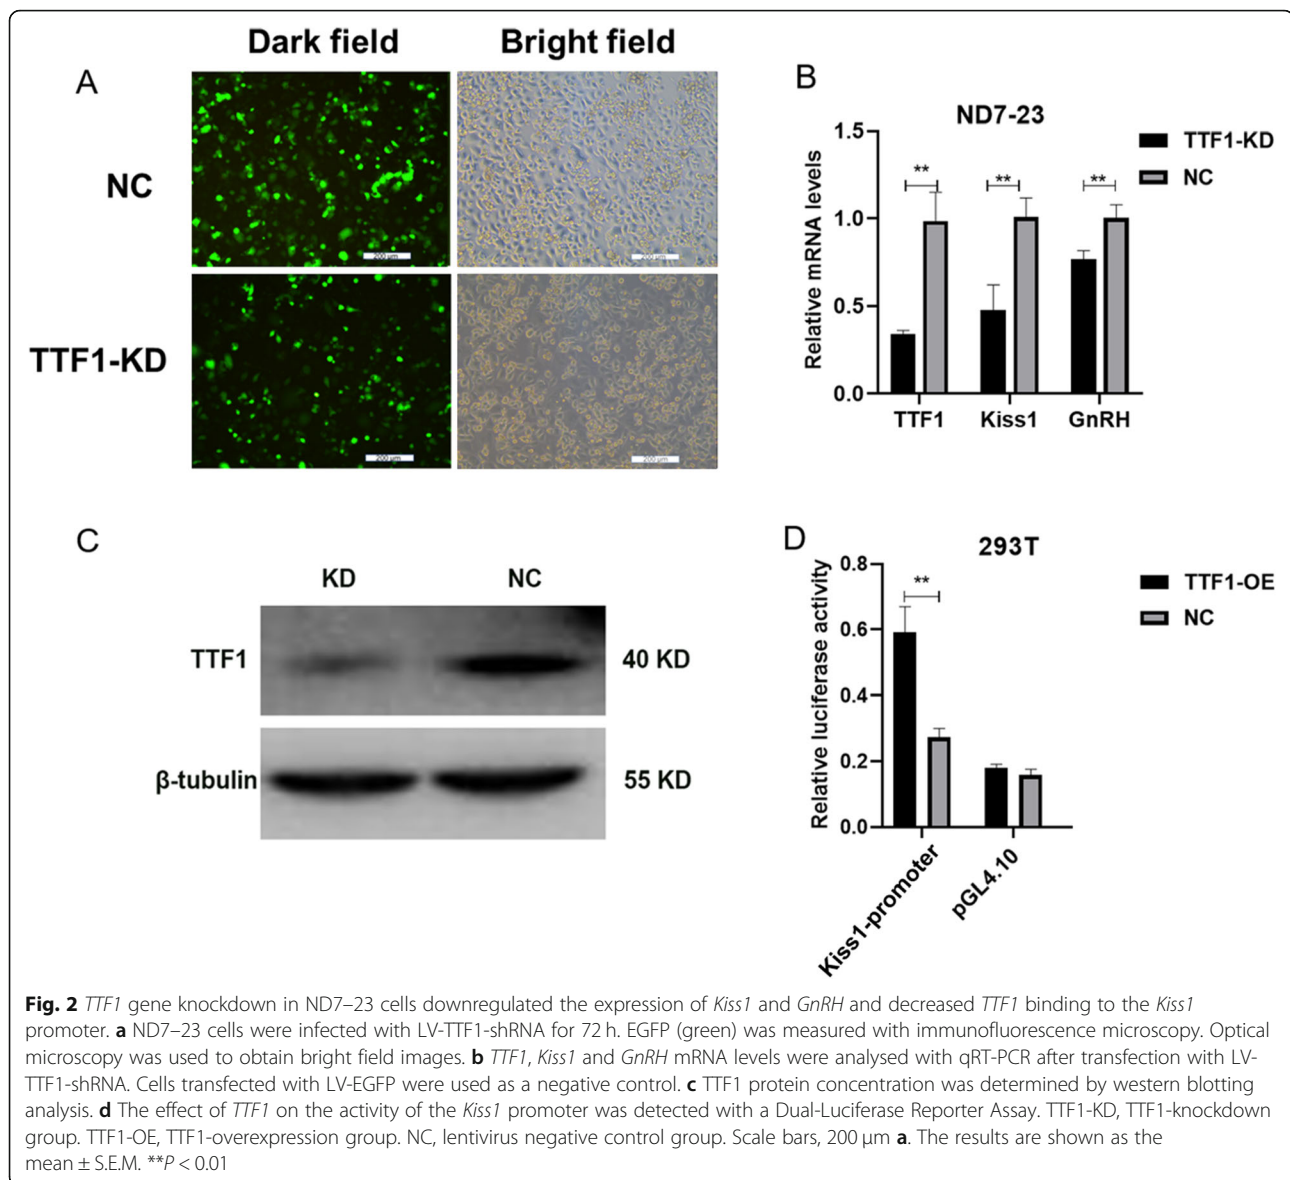 Dark field
Bright field
A
NC
TTF1-KD
200 µm
200 µm
200 µm
200 µm
B
ND7-23
TTF1-KD
NC
Relative mRNA levels
1.5
1.0
0.5
0.0
**
**
**
TTF1
Kiss1
GnRH
C
KD
NC
TTF1
40 KD
β-tubulin
55 KD
D
293T
TTF1-OE
NC
Relative luciferase activity
0.8
0.6
0.4
0.2
0.0
**
Kiss1-promoter
pGL4.10
Fig. 2 TTF1 gene knockdown in ND7–23 cells downregulated the expression of Kiss1 and GnRH and decreased TTF1 binding to the Kiss1
promoter. a ND7–23 cells were infected with LV-TTF1-shRNA for 72 h. EGFP (green) was measured with immunofluorescence microscopy. Optical
microscopy was used to obtain bright field images. b TTF1, Kiss1 and GnRH mRNA levels were analysed with qRT-PCR after transfection with LV-
TTF1-shRNA. Cells transfected with LV-EGFP were used as a negative control. c TTF1 protein concentration was determined by western blotting
analysis. d The effect of TTF1 on the activity of the Kiss1 promoter was detected with a Dual-Luciferase Reporter Assay. TTF1-KD, TTF1-knockdown
group. TTF1-OE, TTF1-overexpression group. NC, lentivirus negative control group. Scale bars, 200 µm a. The results are shown as the
mean ± S.E.M. **P < 0.01